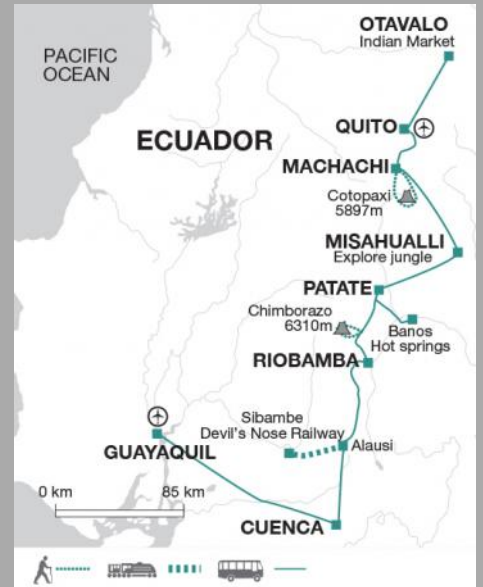 OTAVALO
Indian Market
PACIFIC
OCEAN
QUITO
ECUADOR
MACHACHI
Cotopaxi
5897m
MISAHUALLI
Explore jungle
PATATE
Chimborazo
6310m
Banos
Hot springs
RIOBAMBA
Sibambe
Devil's Nose Railway
Alausi
GUAYAQUIL
0 km 85 km
CUENCA